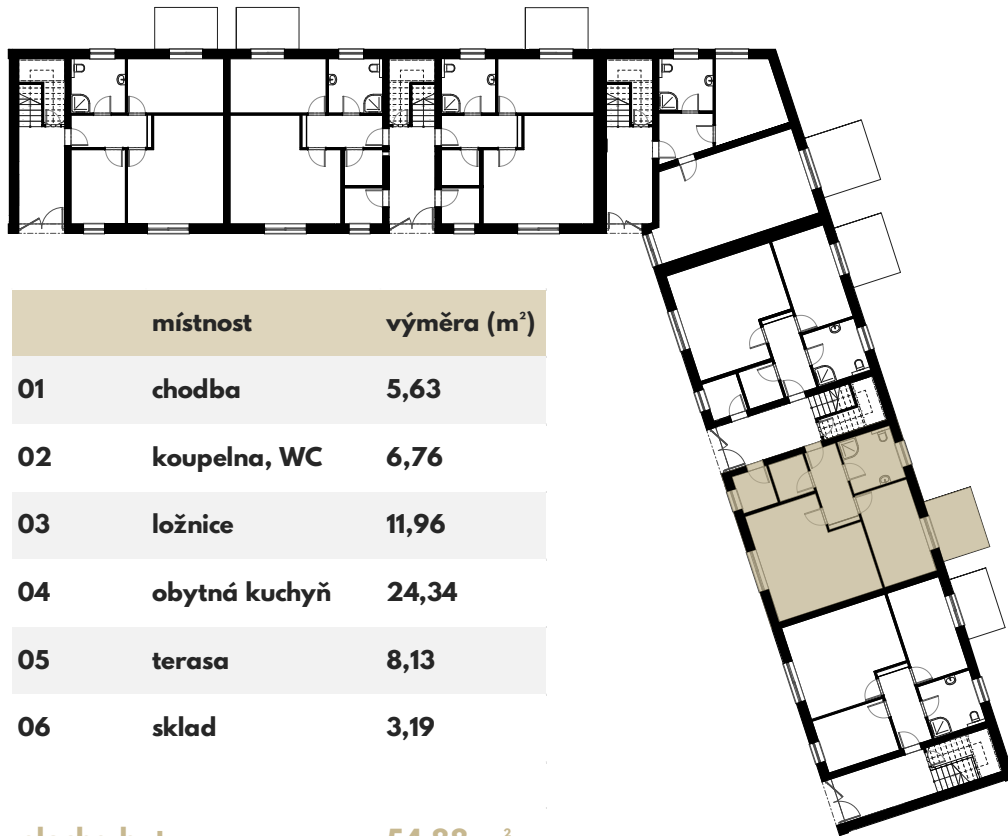 místnost výměra (m²)
01 chodba 5,63
02 koupelna, WC 6,76
03 ložnice 11,96
04 obytná kuchyň 24,34
05 terasa 8,13
06 sklad 3,19